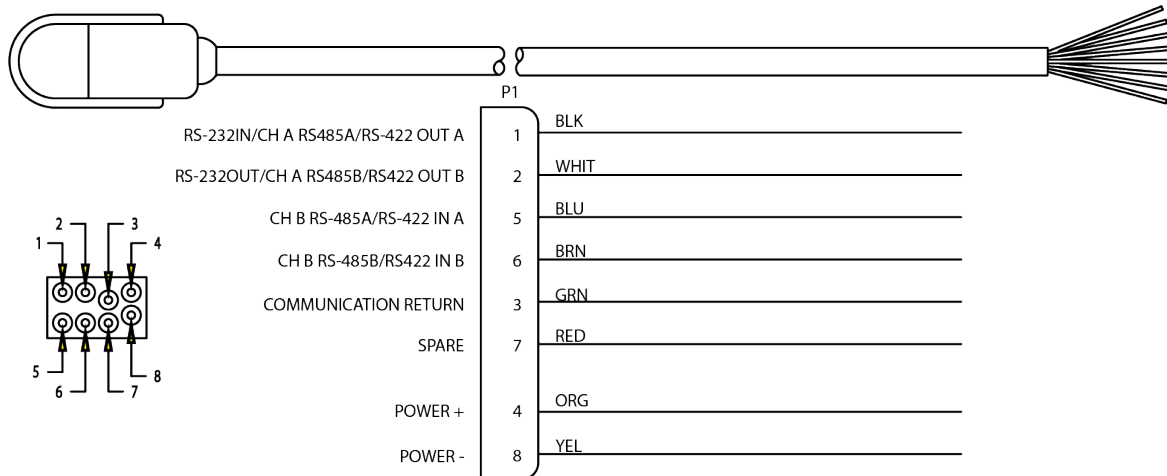 P1
RS-232IN/CH A RS485A/RS-422 OUT A 1 BLK
RS-232OUT/CH A RS485B/RS422 OUT B 2 WHIT
CH B RS-485A/RS-422 IN A 5 BLU
CH B RS-485B/RS422 IN B 6 BRN
COMMUNICATION RETURN 3 GRN
SPARE 7 RED
POWER + 4 ORG
POWER - 8 YEL
2 3
1 4
5 8
6 7